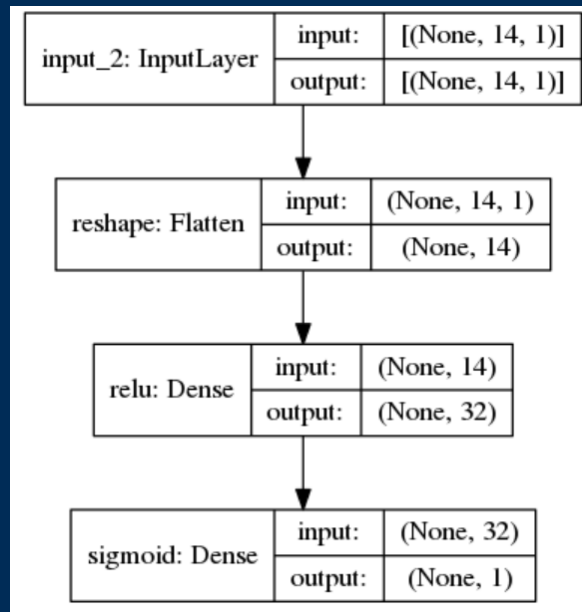 input_2: InputLayer
input:
[(None, 14, 1)]
output:
[(None, 14, 1)]
reshape: Flatten
input:
(None, 14, 1)
output:
(None, 14)
relu: Dense
input:
(None, 14)
output:
(None, 32)
sigmoid: Dense
input:
(None, 32)
output:
(None, 1)